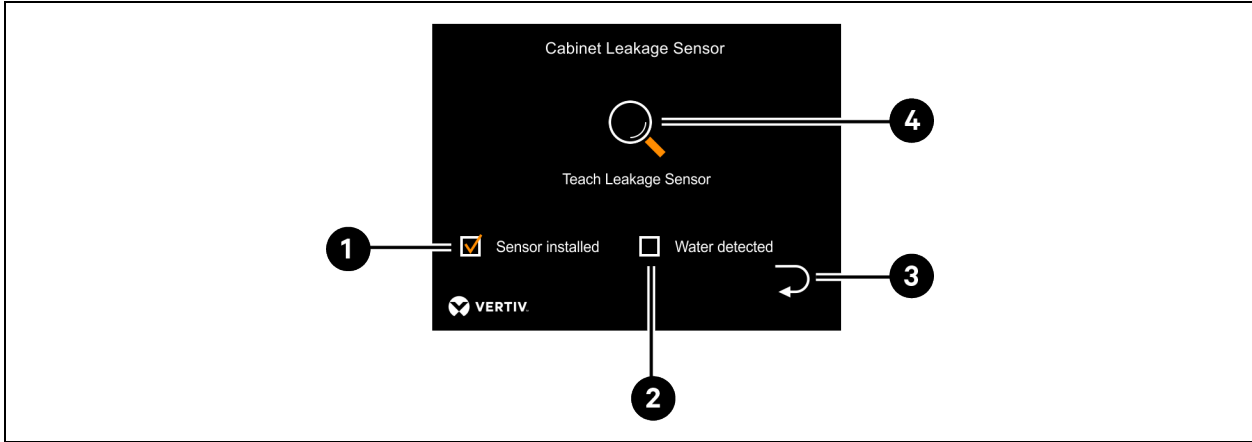 Cabinet Leakage Sensor
4
Teach Leakage Sensor
1
Sensor installed
Water detected
3
VERTIV.
2